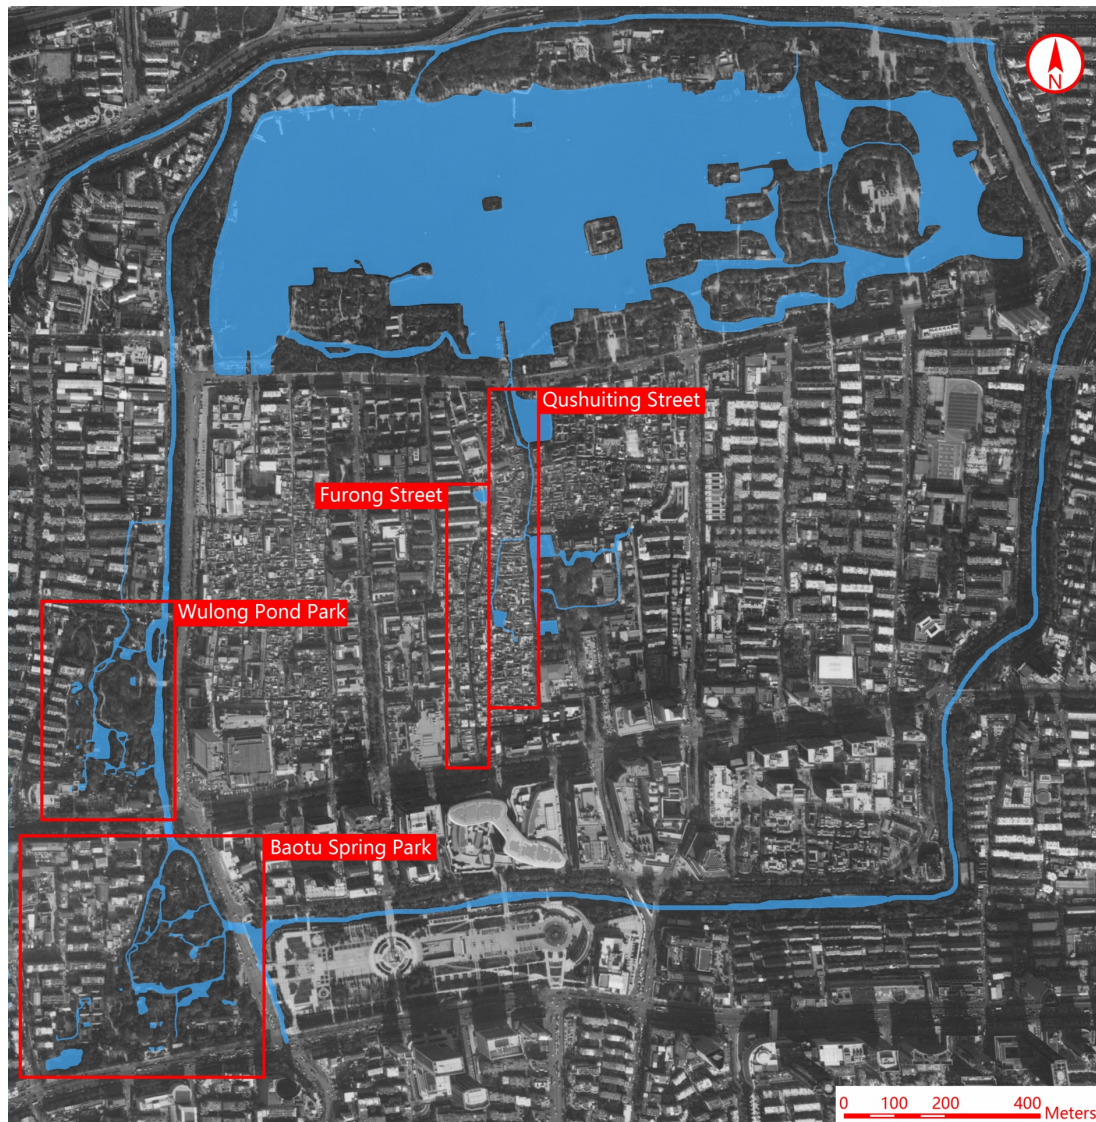 N
Qushuiting Street
Furong Street
Wulong Pond Park
Baotu Spring Park
0 100 200 400 Meters